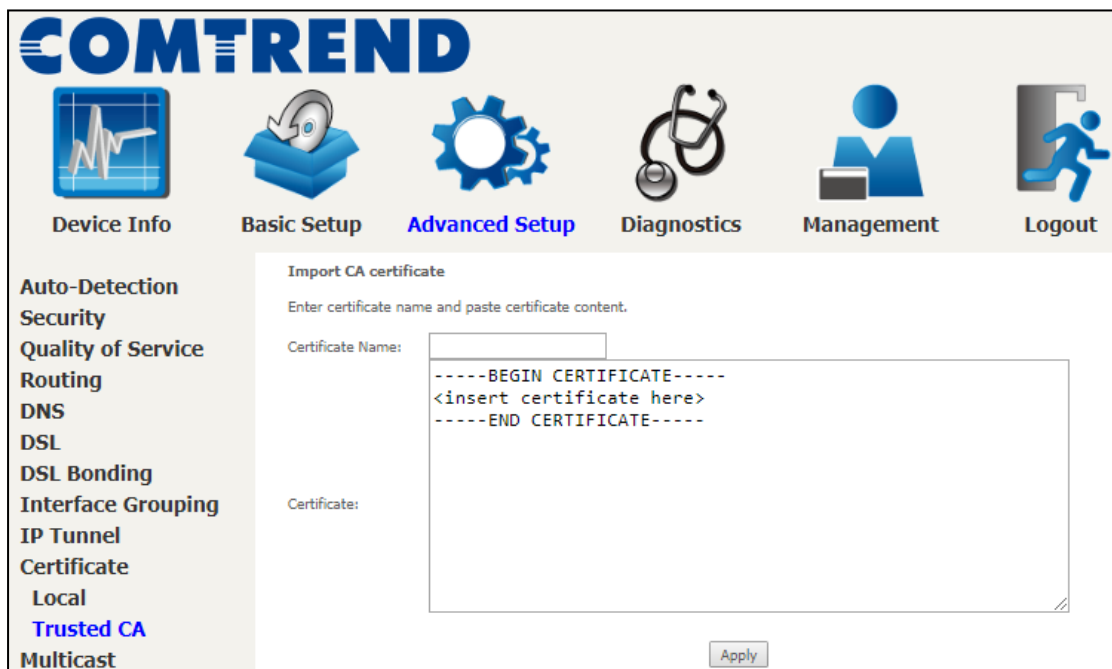 COMTREND
Device Info
Basic Setup
Advanced Setup
Diagnostics
Management
Logout
Auto-Detection
Security
Quality of Service
Routing
DNS
DSL
DSL Bonding
Interface Grouping
IP Tunnel
Certificate
Local
Trusted CA
Multicast
Import CA certificate
Enter certificate name and paste certificate content.
Certificate Name:
-----BEGIN CERTIFICATE-----
<insert certificate here>
-----END CERTIFICATE-----
Certificate:
Apply